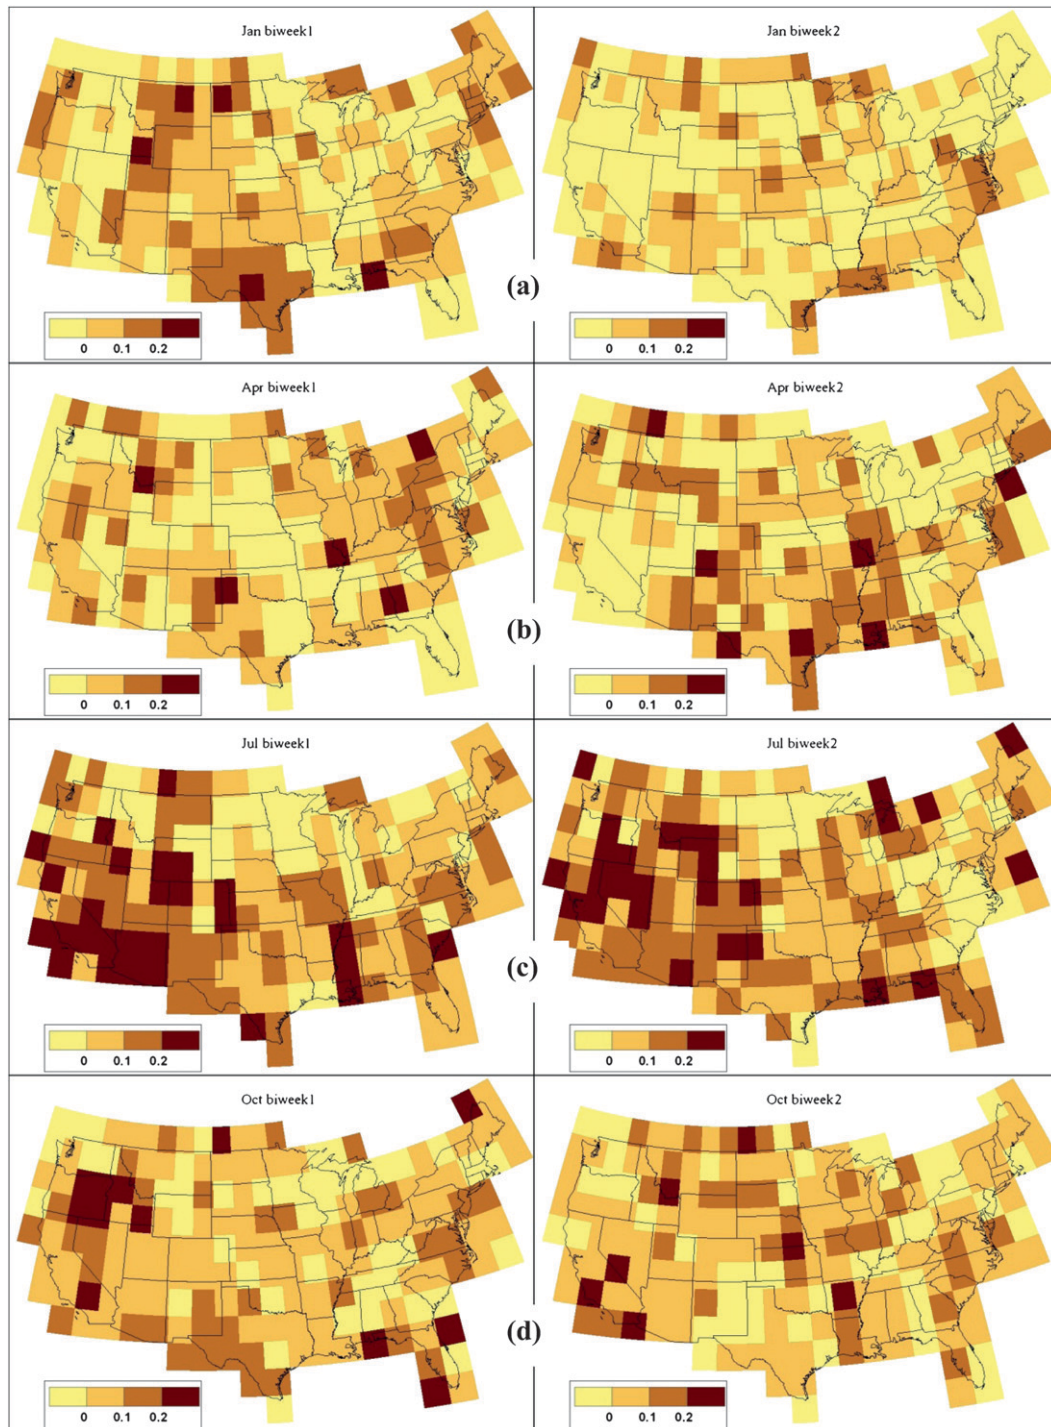 Jan biweek1
Jan biweek2
(a)
0 0.1 0.2
0 0.1 0.2
Apr biweek1
Apr biweek2
(b)
0 0.1 0.2
0 0.1 0.2
Jul biweek1
Jul biweek2
(c)
0 0.1 0.2
0 0.1 0.2
Oct biweek1
Oct biweek2
(d)
0 0.1 0.2
0 0.1 0.2